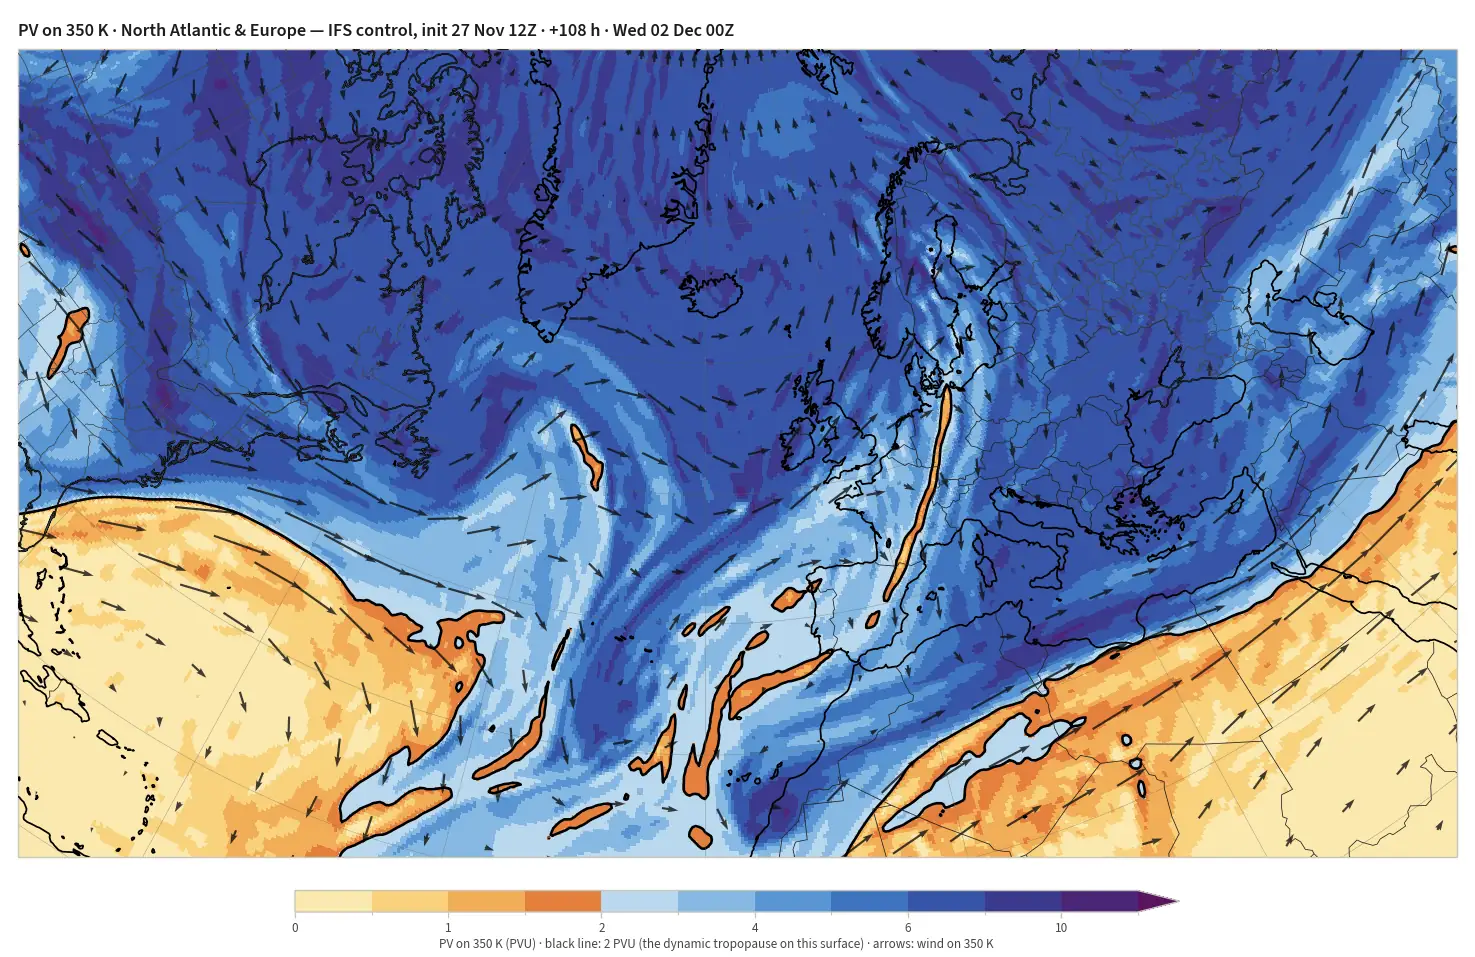 PV on 350 K · North Atlantic & Europe — IFS control, init 27 Nov 12Z · +108 h · Wed 02 Dec 00Z
0 1 2 4 6 10
PV on 350 K (PVU) · black line: 2 PVU (the dynamic tropopause on this surface) · arrows: wind on 350 K